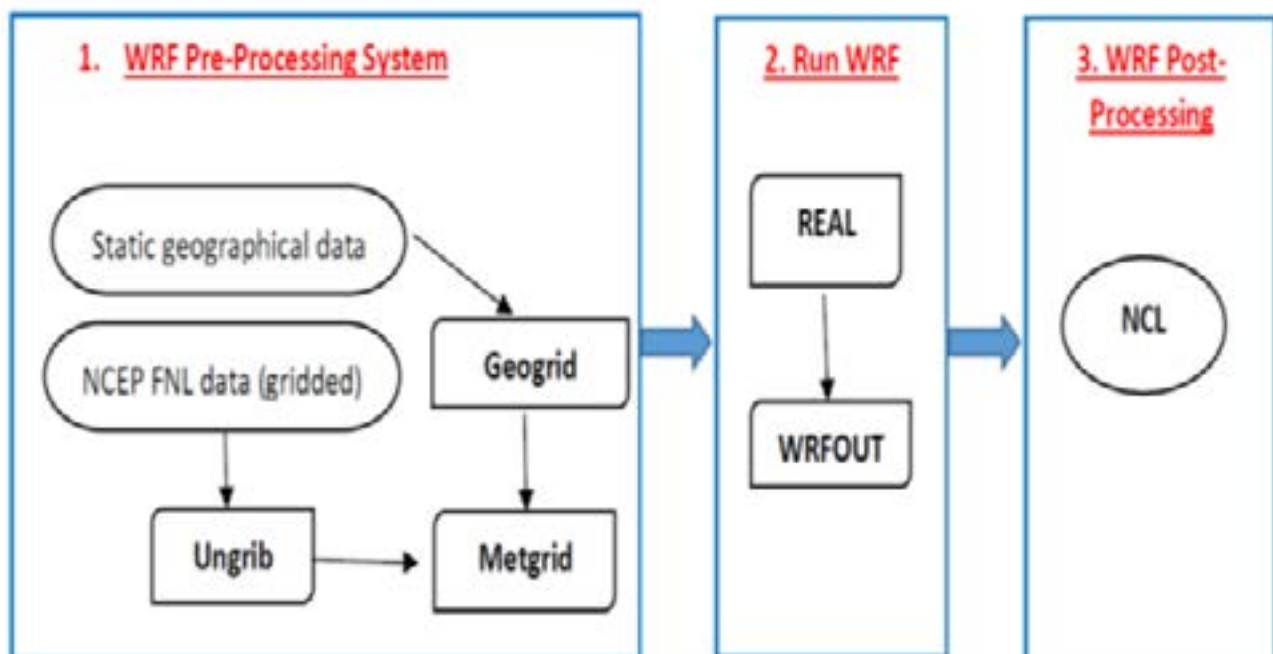 1. WRF Pre-Processing System
Static geographical data
NCEP FNL data (gridded)
Geogrid
Ungrib
Metgrid
2. Run WRF
REAL
WRFOUT
3. WRF Post-
Processing
NCL